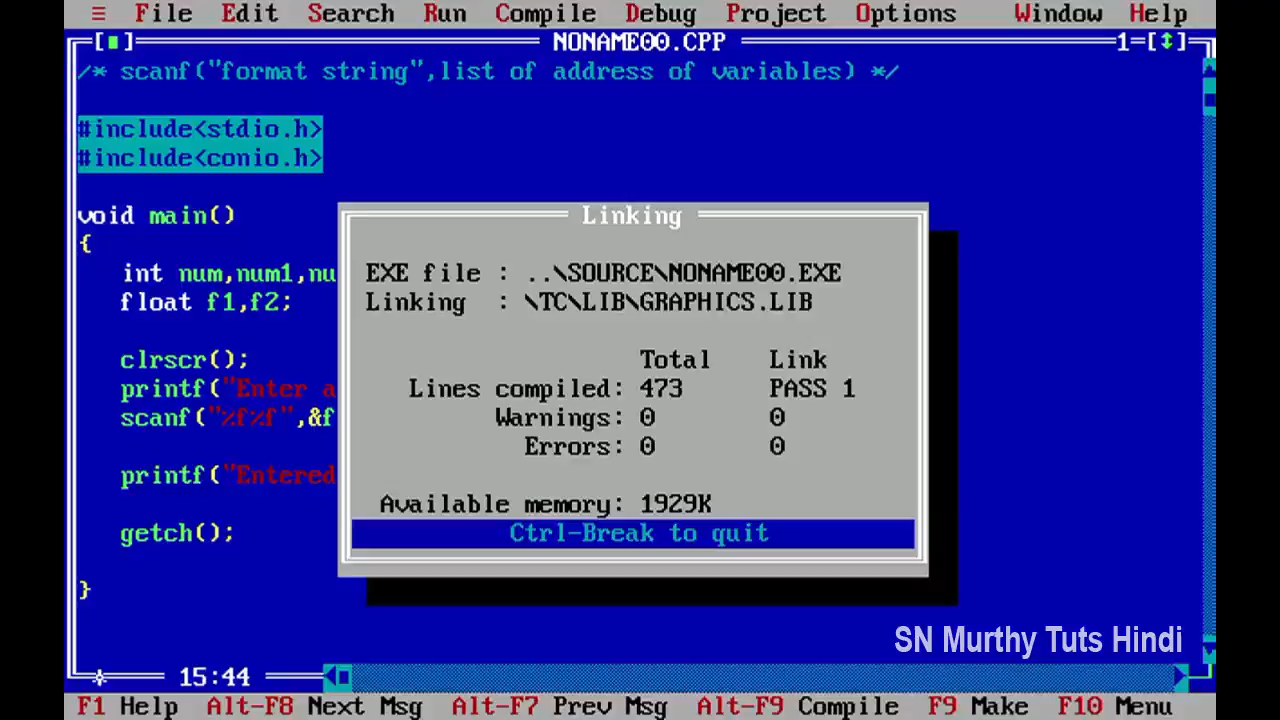 ≡ File Edit Search Run Compile Debug Project Options Window Help
[■] NONAME00.CPP 1=[↕]
/* scanf("format string",list of address of variables) */
#include<stdio.h>
#include<conio.h>
void main()
{
int num,num1,nu
float f1,f2;
clrscr();
printf("Enter a
scanf("%f%f",&f
printf("Entered
getch();
}
Linking
EXE file : ..\SOURCE\NONAME00.EXE
Linking : \TC\LIB\GRAPHICS.LIB
Total Link
Lines compiled: 473 PASS 1
Warnings: 0 0
Errors: 0 0
Available memory: 1929K
Ctrl-Break to quit
SN Murthy Tuts Hindi
15:44
F1 Help Alt-F8 Next Msg Alt-F7 Prev Msg Alt-F9 Compile F9 Make F10 Menu